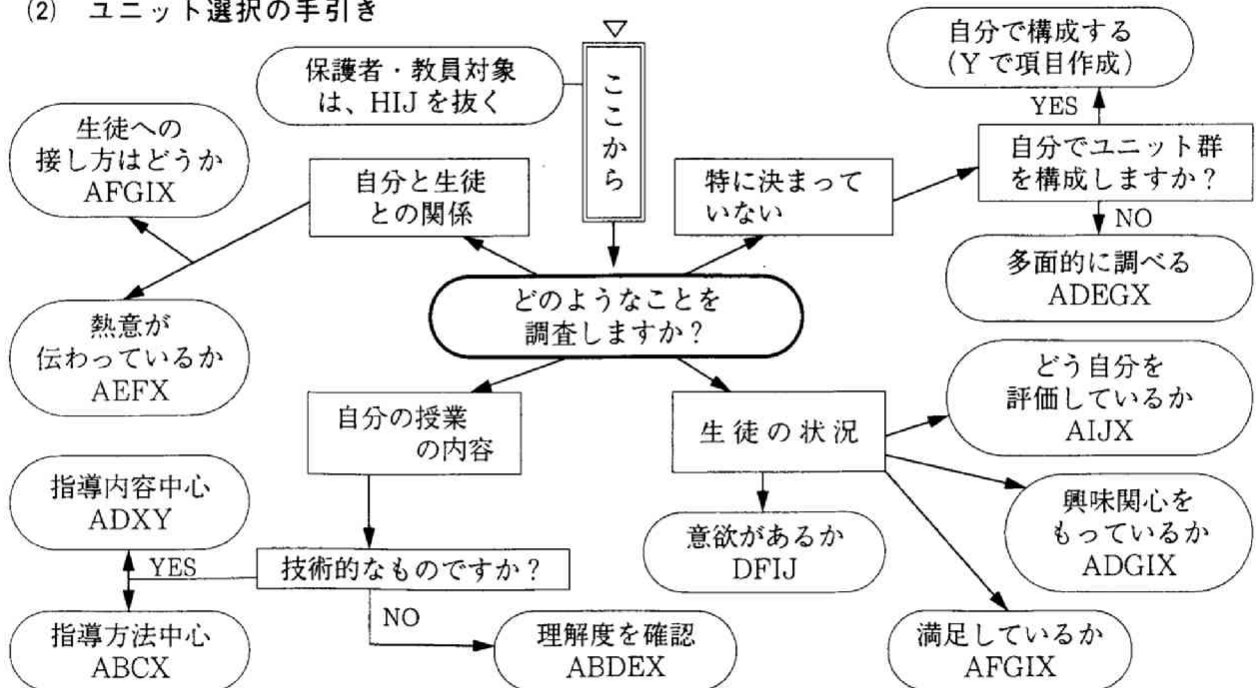 (2) ユニット選択の手引き
ここから
保護者・教員対象
は、HIJを抜く
どのようなことを
調査しますか？
自分と生徒
との関係
生徒への
接し方はどうか
AFGIX
熱意が
伝わっているか
AEFX
特に決まって
いない
自分でユニット群
を構成しますか？
YES
自分で構成する
(Yで項目作成)
NO
多面的に調べる
ADEGX
自分の授業
の内容
技術的なものですか？
YES
指導内容中心
ADXY
指導方法中心
ABCX
NO
理解度を確認
ABDEX
生徒の状況
どう自分を
評価しているか
AIJX
興味関心を
もっているか
ADGIX
意欲があるか
DFIJ
満足しているか
AFGIX